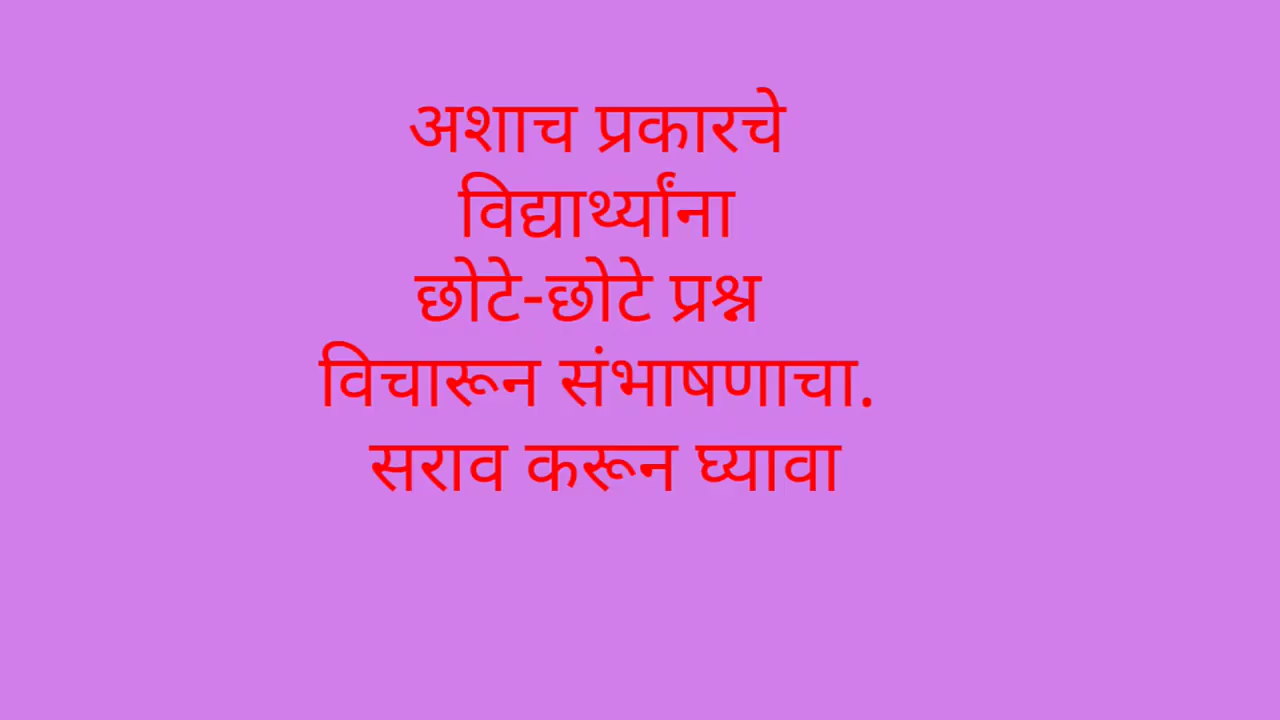 अशाच प्रकारचे
विद्यार्थ्यांना
छोटे-छोटे प्रश्न
विचारून संभाषणाचा.
सराव करून घ्यावा